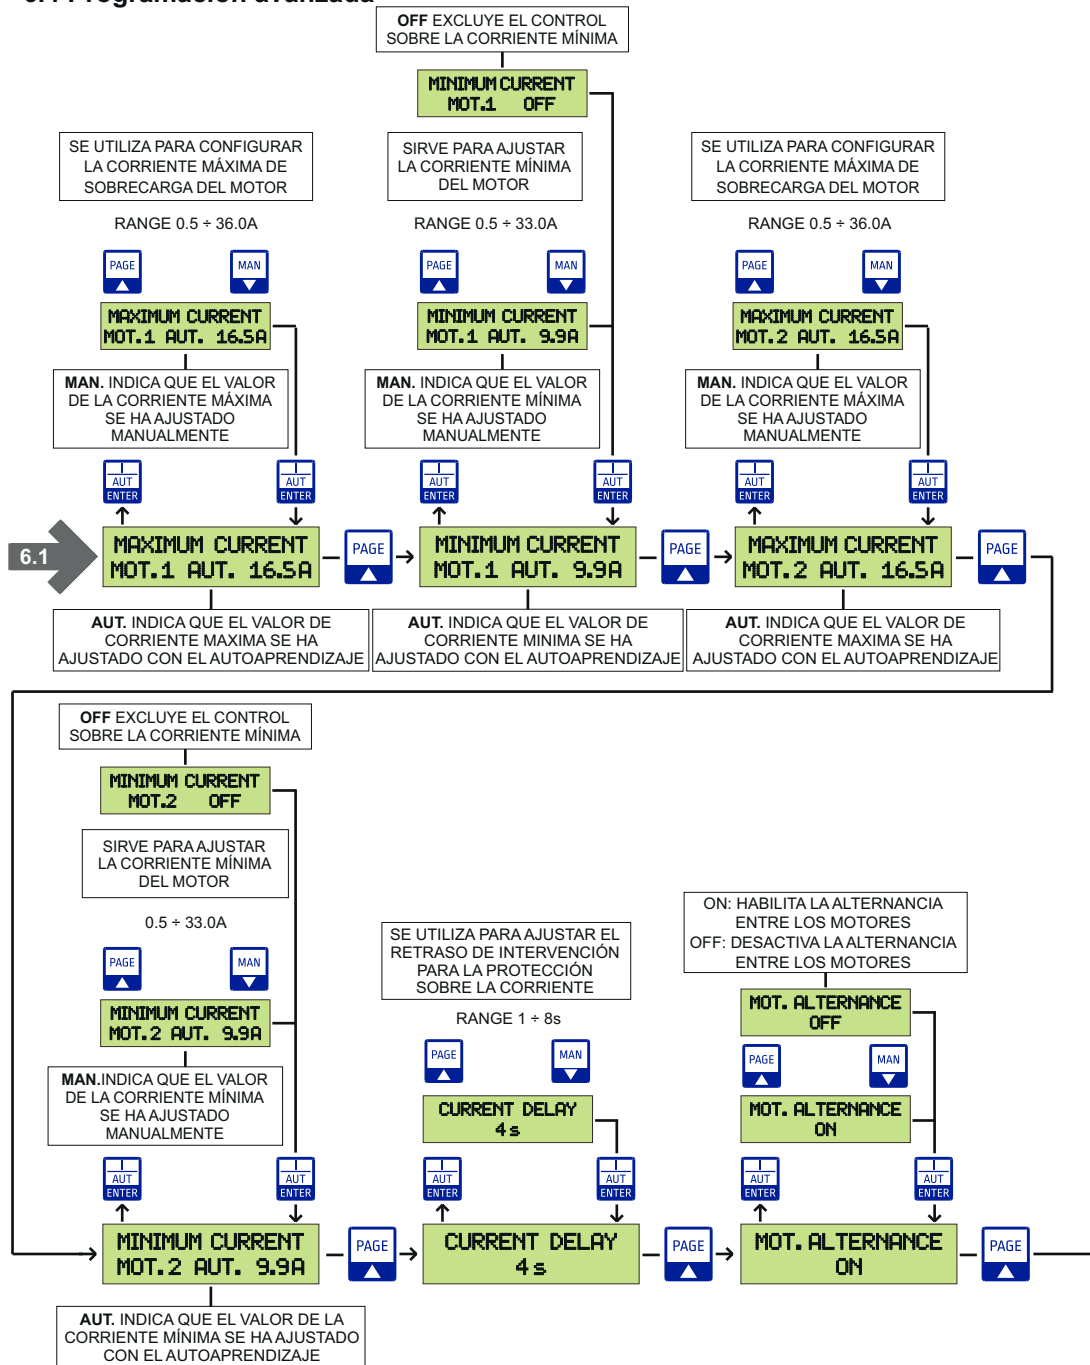 OFF EXCLUYE EL CONTROL
SOBRE LA CORRIENTE MÍNIMA
MINIMUM CURRENT
MOT.1 OFF
SE UTILIZA PARA CONFIGURAR
LA CORRIENTE MÁXIMA DE
SOBRECARGA DEL MOTOR
SIRVE PARA AJUSTAR
LA CORRIENTE MÍNIMA
DEL MOTOR
SE UTILIZA PARA CONFIGURAR
LA CORRIENTE MÁXIMA DE
SOBRECARGA DEL MOTOR
RANGE 0.5 ÷ 36.0A
RANGE 0.5 ÷ 33.0A
RANGE 0.5 ÷ 36.0A
PAGE
MAN
PAGE
MAN
PAGE
MAN
MAXIMUM CURRENT
MOT.1 AUT. 16.5A
MINIMUM CURRENT
MOT.1 AUT. 9.9A
MAXIMUM CURRENT
MOT.2 AUT. 16.5A
MAN. INDICA QUE EL VALOR
DE LA CORRIENTE MÁXIMA
SE HA AJUSTADO
MANUALMENTE
MAN. INDICA QUE EL VALOR
DE LA CORRIENTE MÍNIMA
SE HA AJUSTADO
MANUALMENTE
MAN. INDICA QUE EL VALOR
DE LA CORRIENTE MÁXIMA
SE HA AJUSTADO
MANUALMENTE
I
AUT
ENTER
I
AUT
ENTER
I
AUT
ENTER
I
AUT
ENTER
I
AUT
ENTER
I
AUT
ENTER
6.1
MAXIMUM CURRENT
MOT.1 AUT. 16.5A
PAGE
MINIMUM CURRENT
MOT.1 AUT. 9.9A
PAGE
MAXIMUM CURRENT
MOT.2 AUT. 16.5A
PAGE
AUT. INDICA QUE EL VALOR DE
CORRIENTE MAXIMA SE HA
AJUSTADO CON EL AUTOAPRENDIZAJE
AUT. INDICA QUE EL VALOR DE
CORRIENTE MINIMA SE HA
AJUSTADO CON EL AUTOAPRENDIZAJE
AUT. INDICA QUE EL VALOR DE
CORRIENTE MAXIMA SE HA
AJUSTADO CON EL AUTOAPRENDIZAJE
OFF EXCLUYE EL CONTROL
SOBRE LA CORRIENTE MÍNIMA
MINIMUM CURRENT
MOT.2 OFF
SIRVE PARA AJUSTAR
LA CORRIENTE MÍNIMA
DEL MOTOR
0.5 ÷ 33.0A
PAGE
MAN
MINIMUM CURRENT
MOT.2 AUT. 9.9A
MAN.INDICA QUE EL VALOR
DE LA CORRIENTE MÍNIMA
SE HA AJUSTADO
MANUALMENTE
SE UTILIZA PARA AJUSTAR EL
RETRASO DE INTERVENCIÓN
PARA LA PROTECCIÓN
SOBRE LA CORRIENTE
RANGE 1 ÷ 8s
PAGE
MAN
CURRENT DELAY
4 s
ON: HABILITA LA ALTERNANCIA
ENTRE LOS MOTORES
OFF: DESACTIVA LA ALTERNANCIA
ENTRE LOS MOTORES
MOT. ALTERNANCE
OFF
PAGE
MAN
MOT. ALTERNANCE
ON
I
AUT
ENTER
I
AUT
ENTER
I
AUT
ENTER
I
AUT
ENTER
I
AUT
ENTER
I
AUT
ENTER
MINIMUM CURRENT
MOT.2 AUT. 9.9A
PAGE
CURRENT DELAY
4 s
PAGE
MOT. ALTERNANCE
ON
PAGE
AUT. INDICA QUE EL VALOR DE LA
CORRIENTE MÍNIMA SE HA AJUSTADO
CON EL AUTOAPRENDIZAJE